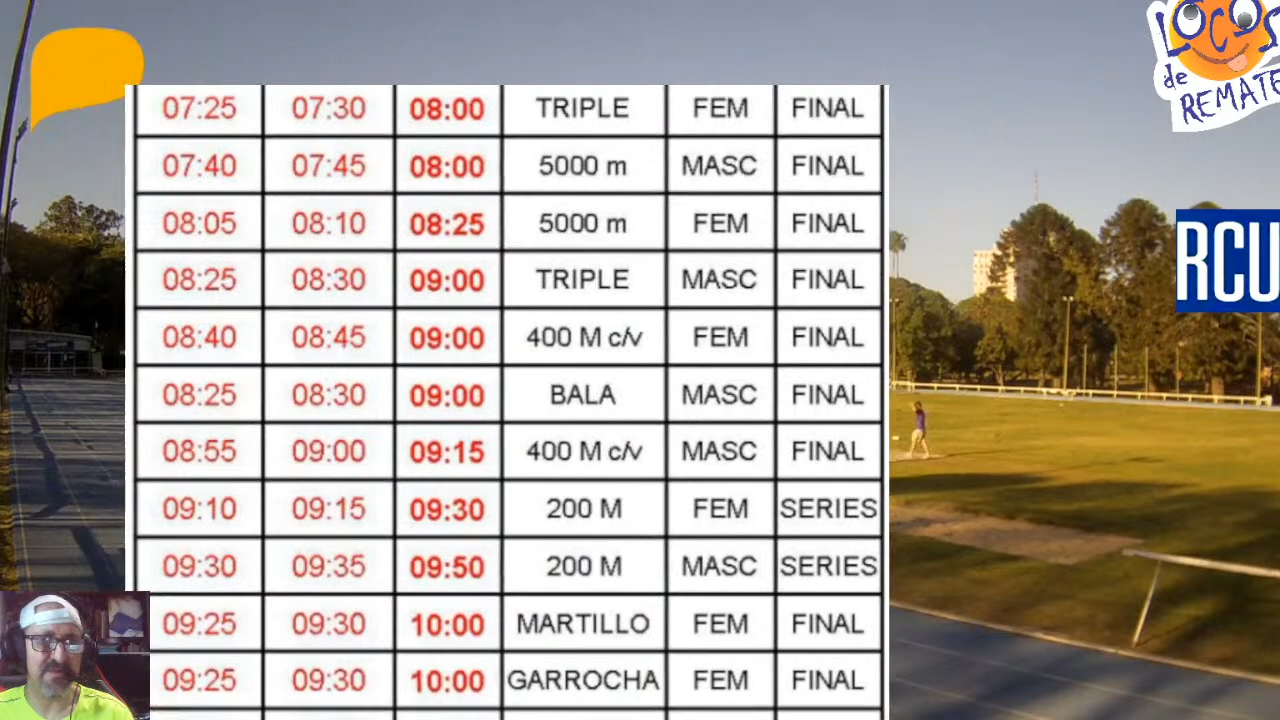 LOCOS
de
REMATE
07:25 07:30 08:00 TRIPLE FEM FINAL
07:40 07:45 08:00 5000 m MASC FINAL
08:05 08:10 08:25 5000 m FEM FINAL
08:25 08:30 09:00 TRIPLE MASC FINAL
08:40 08:45 09:00 400 M c/v FEM FINAL
08:25 08:30 09:00 BALA MASC FINAL
08:55 09:00 09:15 400 M c/v MASC FINAL
09:10 09:15 09:30 200 M FEM SERIES
09:30 09:35 09:50 200 M MASC SERIES
09:25 09:30 10:00 MARTILLO FEM FINAL
09:25 09:30 10:00 GARROCHA FEM FINAL
RCU